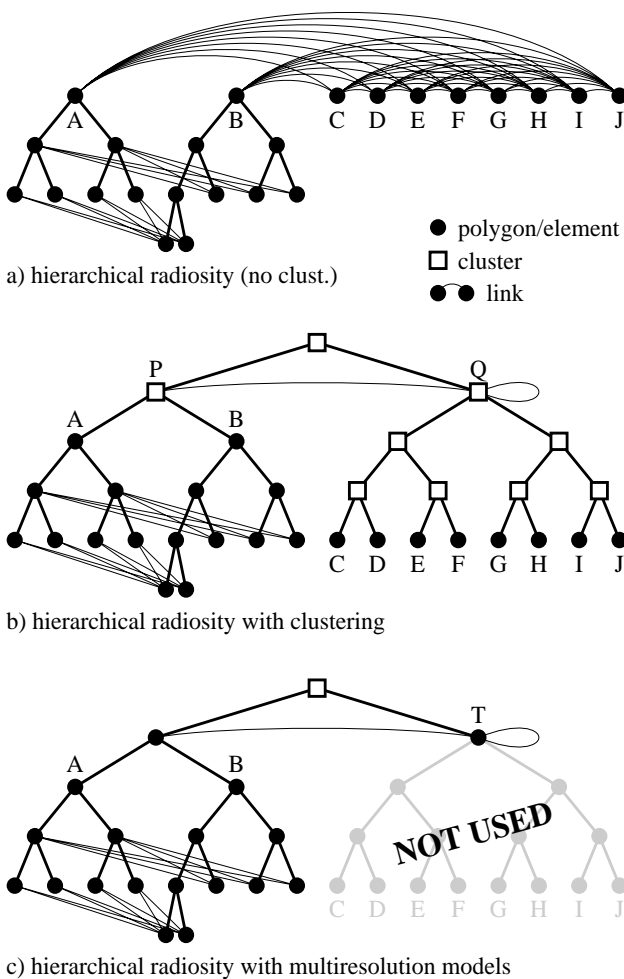 A B C D E F G H I J
polygon/element
cluster
link
a) hierarchical radiosity (no clust.)
P Q
A B
C D E F G H I J
b) hierarchical radiosity with clustering
T
A B
NOT USED
C D E F G H I J
c) hierarchical radiosity with multiresolution models